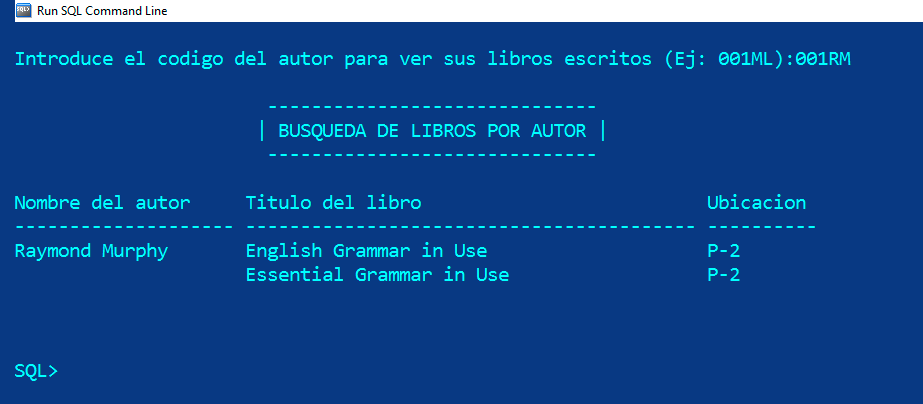 Run SQL Command Line
Introduce el codigo del autor para ver sus libros escritos (Ej: 001ML):001RM
------------------------------
| BUSQUEDA DE LIBROS POR AUTOR |
------------------------------
Nombre del autor Titulo del libro Ubicacion
-------------------- ----------------------------------------- ----------
Raymond Murphy English Grammar in Use P-2
Essential Grammar in Use P-2
SQL>